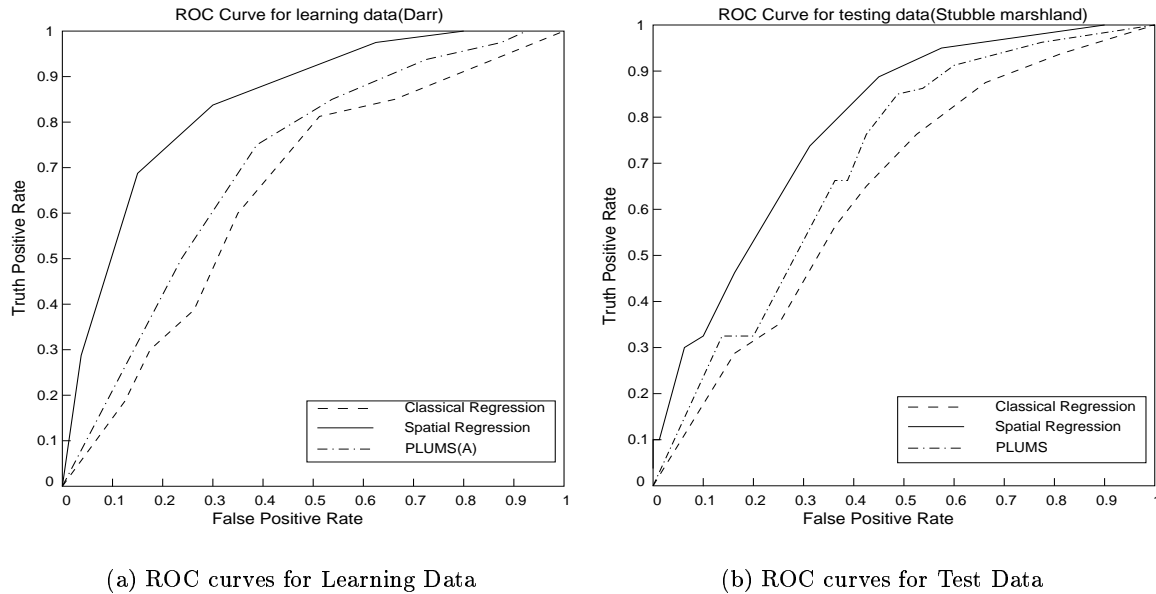 ROC Curve for learning data(Darr)
1
0.9
0.8
0.7
0.6
0.5
0.4
0.3
0.2
0.1
0
Truth Positive Rate
Classical Regression
Spatial Regression
PLUMS(A)
0 0.1 0.2 0.3 0.4 0.5 0.6 0.7 0.8 0.9 1
False Positive Rate
(a) ROC curves for Learning Data
ROC Curve for testing data(Stubble marshland)
1
0.9
0.8
0.7
0.6
0.5
0.4
0.3
0.2
0.1
0
Truth Positive Rate
Classical Regression
Spatial Regression
PLUMS
0 0.1 0.2 0.3 0.4 0.5 0.6 0.7 0.8 0.9 1
False Positive Rate
(b) ROC curves for Test Data